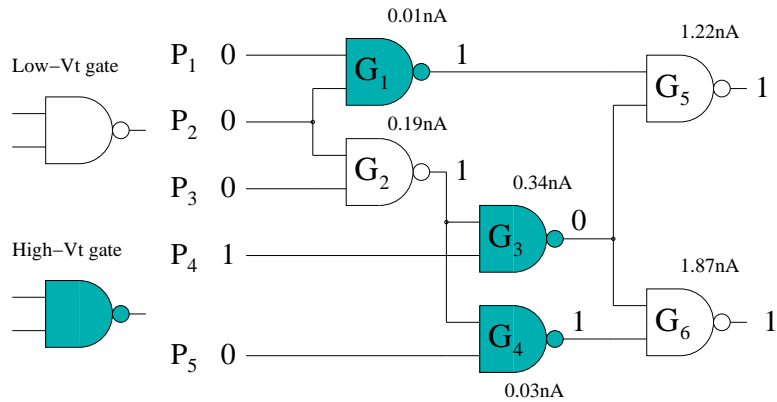 0.01nA
1.22nA
Low-Vt gate
P1 0
G1
1
G5
1
P2 0
0.19nA
G2
1
P3 0
0.34nA
High-Vt gate
P4 1
G3
0
1.87nA
G4
1
G6
1
P5 0
0.03nA